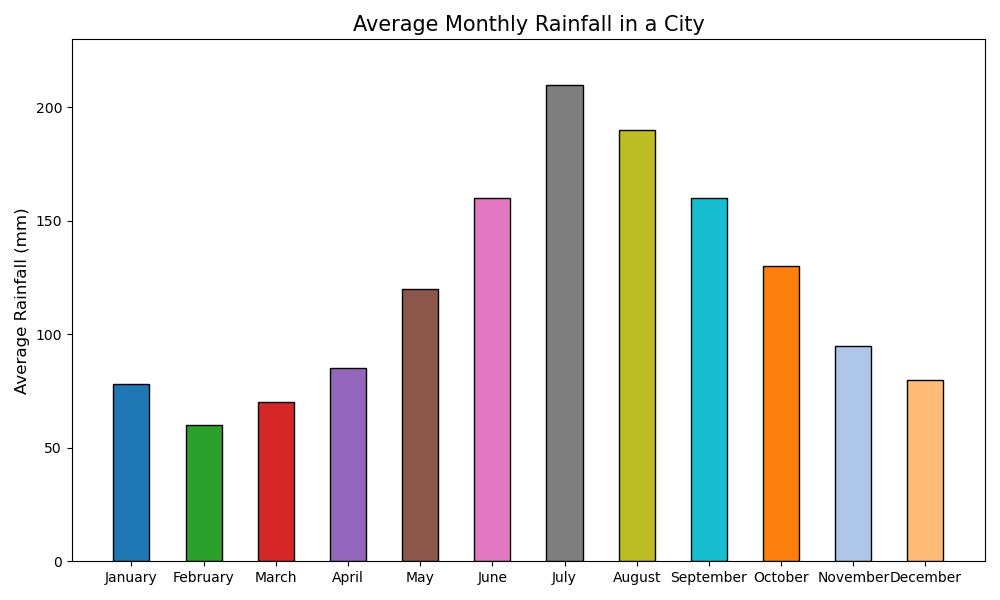 Average Monthly Rainfall in a City
Average Rainfall (mm)
200
150
100
50
0
January February March April May June July August September October November December